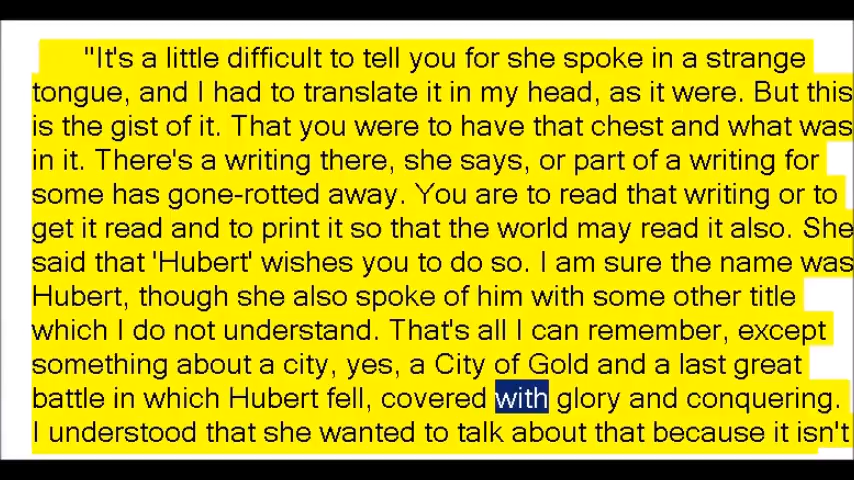 "It's a little difficult to tell you for she spoke in a strange
tongue, and I had to translate it in my head, as it were. But this
is the gist of it. That you were to have that chest and what was
in it. There's a writing there, she says, or part of a writing for
some has gone-rotted away. You are to read that writing or to
get it read and to print it so that the world may read it also. She
said that 'Hubert' wishes you to do so. I am sure the name was
Hubert, though she also spoke of him with some other title
which I do not understand. That's all I can remember, except
something about a city, yes, a City of Gold and a last great
battle in which Hubert fell, covered with glory and conquering.
I understood that she wanted to talk about that because it isn't